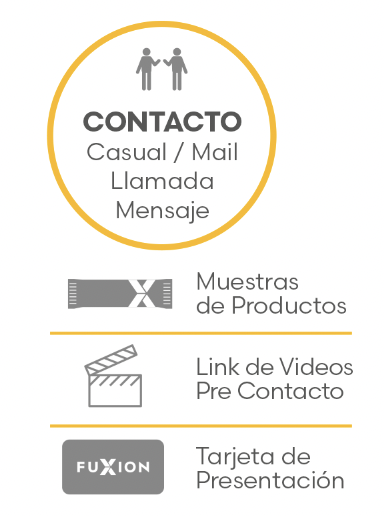 CONTACTO
Casual / Mail
Llamada
Mensaje
Muestras
de Productos
Link de Videos
Pre Contacto
FUXION
Tarjeta de
Presentación